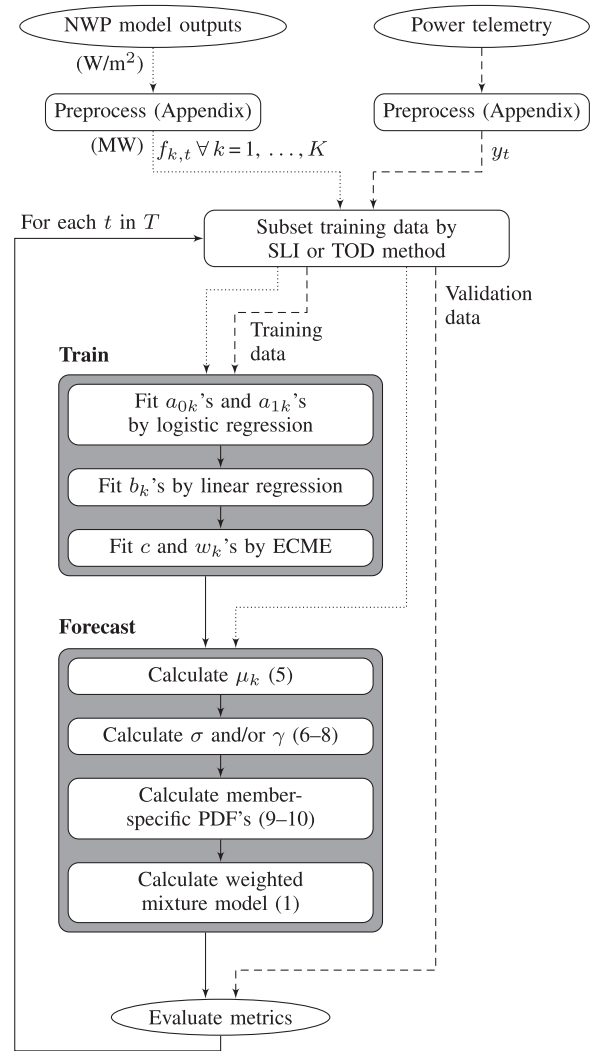 NWP model outputs
Power telemetry
(W/m²)
Preprocess (Appendix)
Preprocess (Appendix)
(MW)
f_{k,t} ∀ k = 1, …, K
y_t
For each t in T
Subset training data by
SLI or TOD method
Validation
data
Training
data
Train
Fit a_{0k}'s and a_{1k}'s
by logistic regression
Fit b_k's by linear regression
Fit c and w_k's by ECME
Forecast
Calculate μ_k (5)
Calculate σ and/or γ (6–8)
Calculate member-
specific PDF's (9–10)
Calculate weighted
mixture model (1)
Evaluate metrics